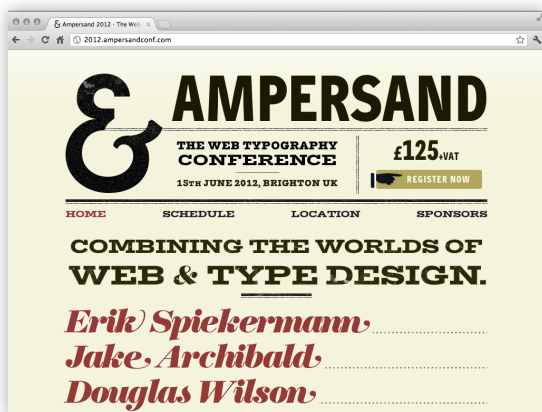 Ampersand 2012 - The Web
2012.ampersandconf.com
& AMPERSAND
THE WEB TYPOGRAPHY
CONFERENCE
15TH JUNE 2012, BRIGHTON UK
£125+VAT
REGISTER NOW
HOME SCHEDULE LOCATION SPONSORS
COMBINING THE WORLDS OF
WEB & TYPE DESIGN.
Erik Spiekermann
Jake Archibald
Douglas Wilson